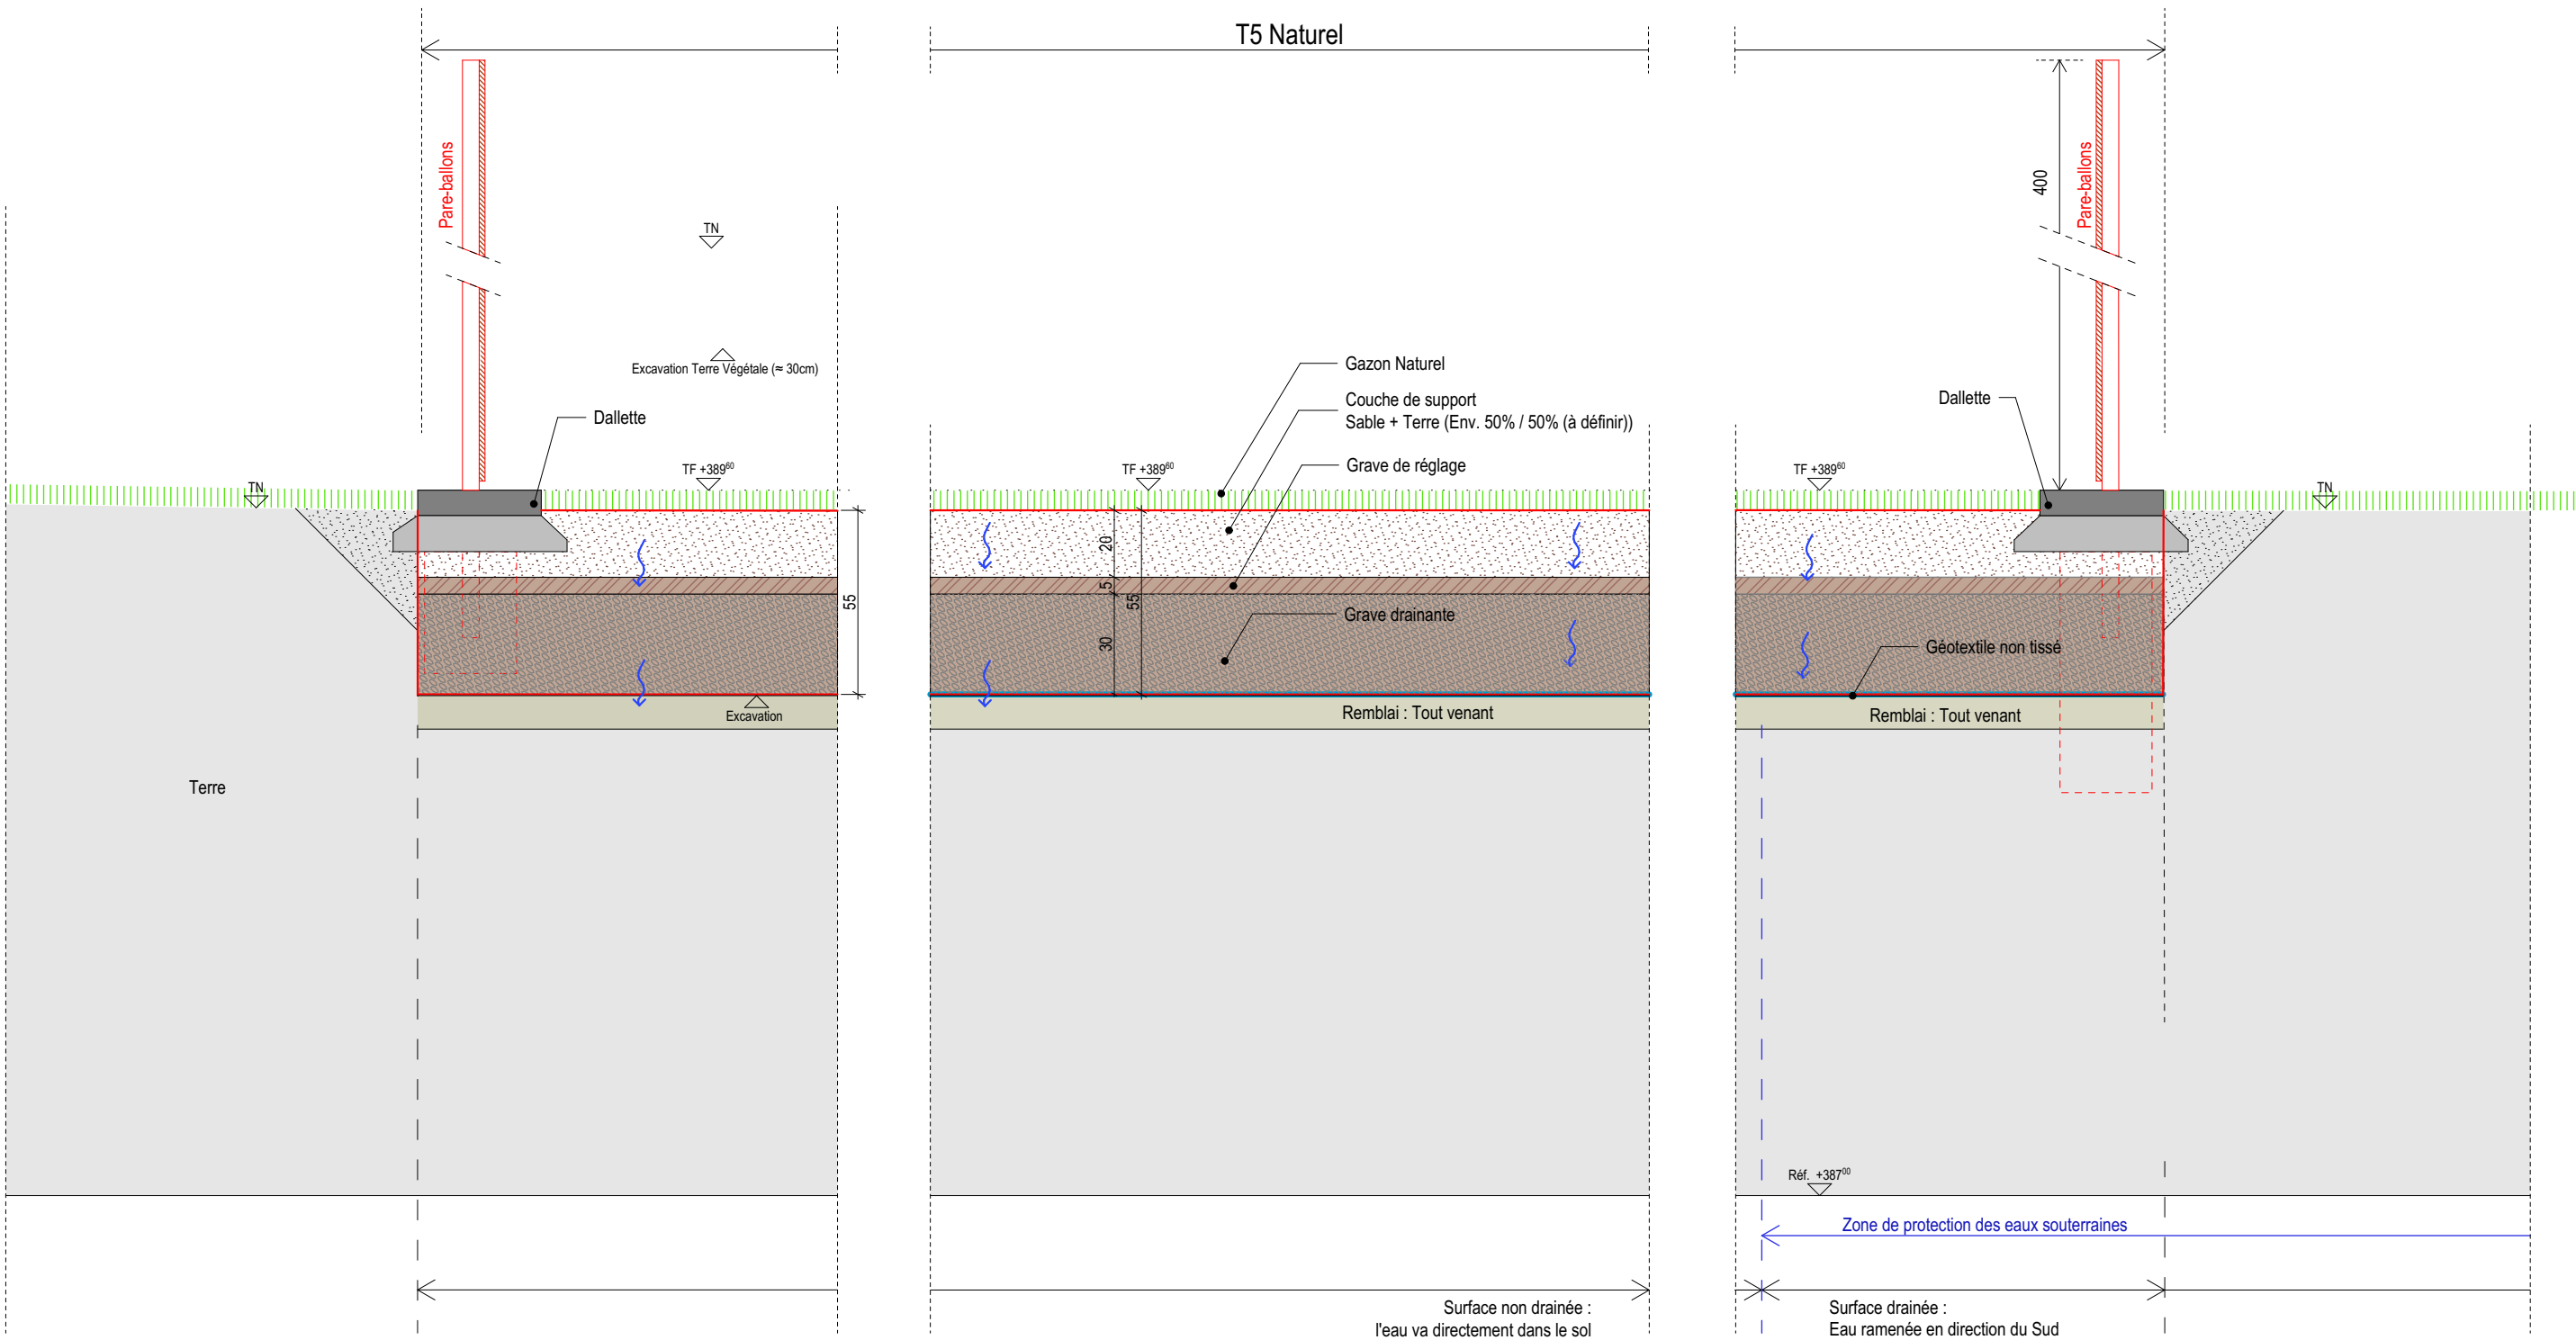 T5 Naturel
Pare-ballons
TN
Excavation Terre Végétale (≈ 30cm)
Dallette
TF +389⁶⁰
TN
55
Excavation
Terre
Gazon Naturel
Couche de support
Sable + Terre (Env. 50% / 50% (à définir))
Grave de réglage
TF +389⁶⁰
20
5
55
30
Grave drainante
Remblai : Tout venant
Surface non drainée :
l'eau va directement dans le sol
400
Pare-ballons
Dallette
TF +389⁶⁰
TN
Géotextile non tissé
Remblai : Tout venant
Réf. +387⁰⁰
Zone de protection des eaux souterraines
Surface drainée :
Eau ramenée en direction du Sud